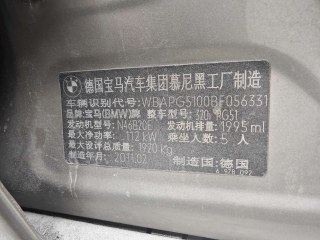 德国宝马汽车集团慕尼黑工厂制造
车辆识别代号: WBAPG5100BF056331
品牌: 宝马(BMW)牌 整车型号: 320i PG51
发动机型号: N46B20E 发动机排量: 1995 ml
最大净功率: 112 kW 乘坐人数: 5 人
最大设计总质量: 1920 Kg
制造年月: 2011.02 制造国: 德国
6 978 092